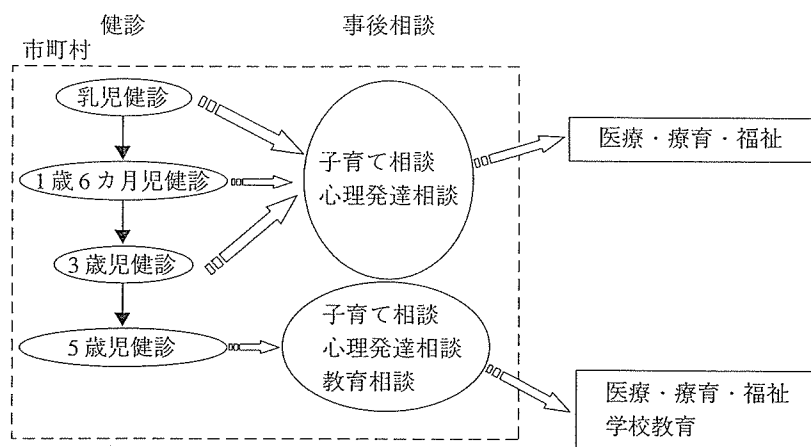 健診
事後相談
市町村
乳児健診
1歳6カ月児健診
3歳児健診
5歳児健診
子育て相談
心理発達相談
子育て相談
心理発達相談
教育相談
医療・療育・福祉
医療・療育・福祉
学校教育